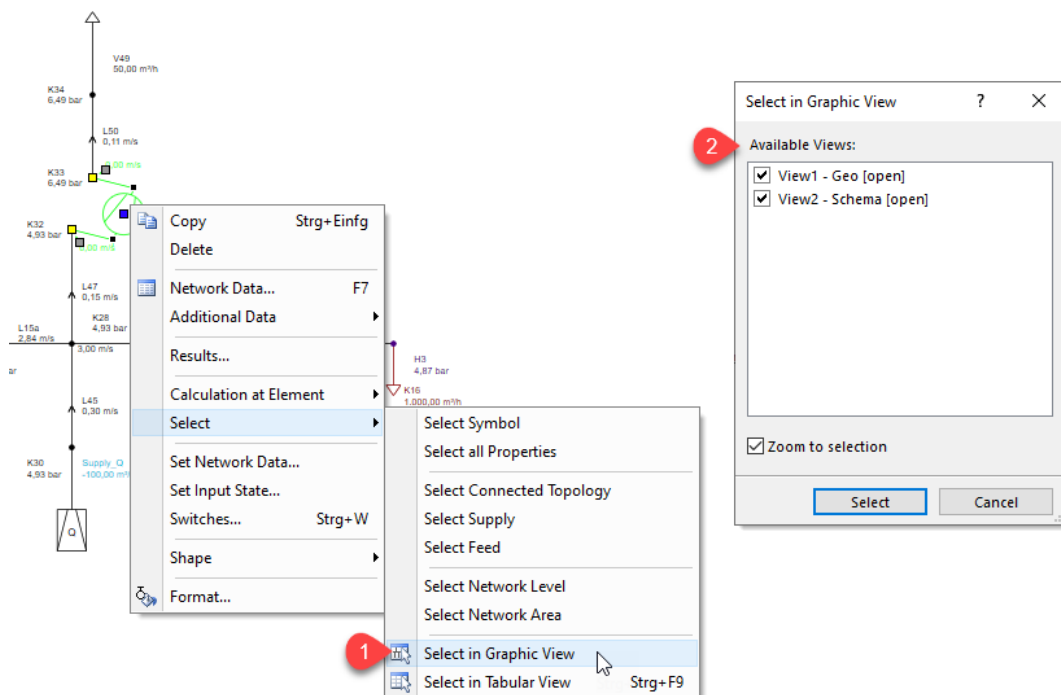 V49
50,00 m³/h
K34
6,49 bar
L50
0,11 m/s
0,00 m/s
K33
6,49 bar
K32
4,93 bar
0,00 m/s
L47
0,15 m/s
K28
4,93 bar
L15a
2,84 m/s
3,00 m/s
ar
L45
0,30 m/s
K30
4,93 bar
Supply_Q
-100,00 m³/
Q
H3
4,87 bar
K16
1.000,00 m³/h
Copy Strg+Einfg
Delete
Network Data... F7
Additional Data
Results...
Calculation at Element
Select
Set Network Data...
Set Input State...
Switches... Strg+W
Shape
Format...
Select Symbol
Select all Properties
Select Connected Topology
Select Supply
Select Feed
Select Network Level
Select Network Area
1
Select in Graphic View
Select in Tabular View Strg+F9
Select in Graphic View ?
2
Available Views:
View1 - Geo [open]
View2 - Schema [open]
Zoom to selection
Select Cancel